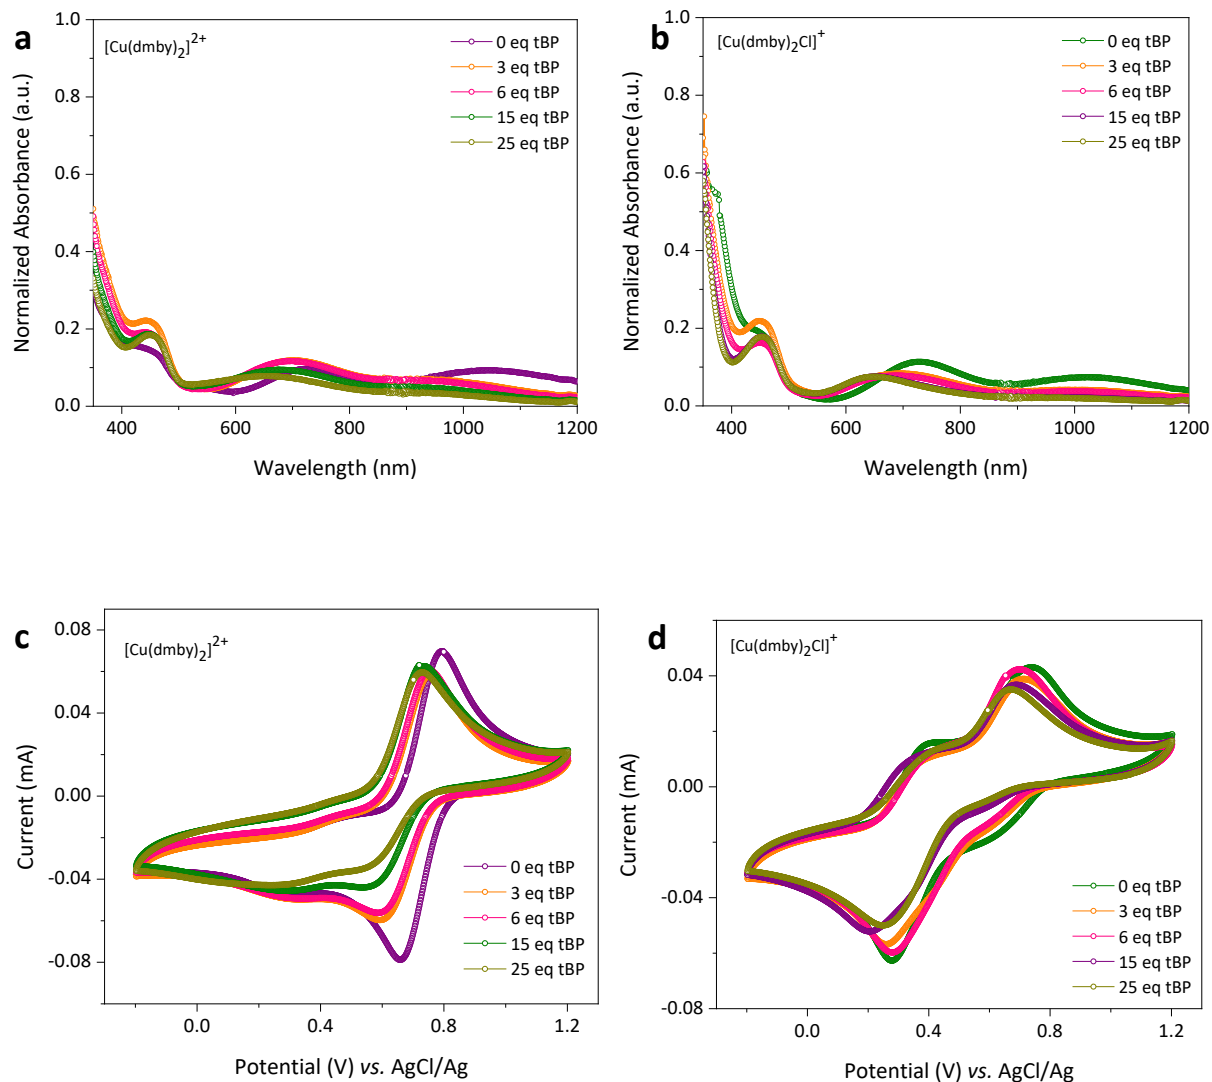 a
[Cu(dmby)2]2+
0 eq tBP
3 eq tBP
6 eq tBP
15 eq tBP
25 eq tBP
1.0
0.8
0.6
0.4
0.2
0.0
400
600
800
1000
1200
Normalized Absorbance (a.u.)
Wavelength (nm)
b
[Cu(dmby)2Cl]+
0 eq tBP
3 eq tBP
6 eq tBP
15 eq tBP
25 eq tBP
1.0
0.8
0.6
0.4
0.2
0.0
400
600
800
1000
1200
Normalized Absorbance (a.u.)
Wavelength (nm)
c
[Cu(dmby)2]2+
0.08
0.04
0.00
-0.04
-0.08
0 eq tBP
3 eq tBP
6 eq tBP
15 eq tBP
25 eq tBP
0.0
0.4
0.8
1.2
Current (mA)
Potential (V) vs. AgCl/Ag
d
[Cu(dmby)2Cl]+
0.04
0.00
-0.04
-0.08
0 eq tBP
3 eq tBP
6 eq tBP
15 eq tBP
25 eq tBP
0.0
0.4
0.8
1.2
Current (mA)
Potential (V) vs. AgCl/Ag